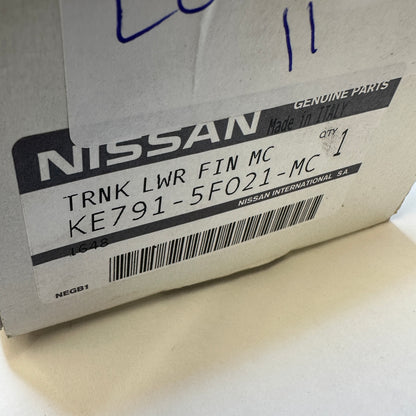 11
NISSAN
GENUINE PARTS
Made in ITALY
TRNK LWR FIN MC
QTY
1
KE791-5F021-MC
NISSAN INTERNATIONAL S.A
1648
NEGB1